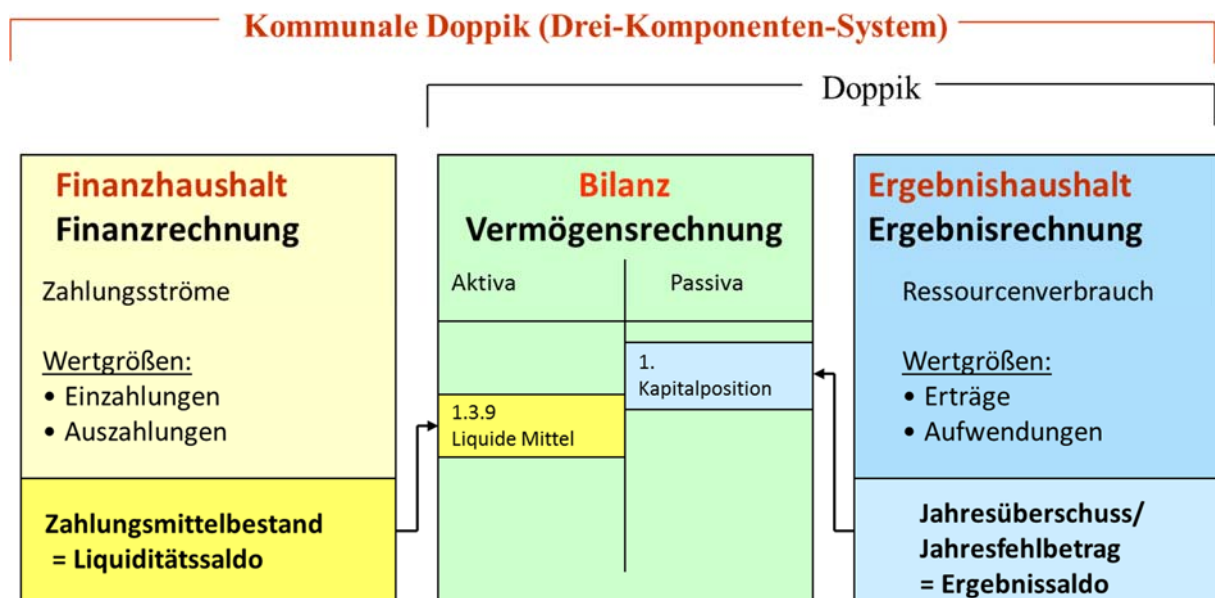 Kommunale Doppik (Drei-Komponenten-System)
Doppik
Finanzhaushalt
Finanzrechnung
Zahlungsströme
Wertgrößen:
• Einzahlungen
• Auszahlungen
Zahlungsmittelbestand
= Liquiditätssaldo
Bilanz
Vermögensrechnung
Aktiva
Passiva
1.
Kapitalposition
1.3.9
Liquide Mittel
Ergebnishaushalt
Ergebnisrechnung
Ressourcenverbrauch
Wertgrößen:
• Erträge
• Aufwendungen
Jahresüberschuss/
Jahresfehlbetrag
= Ergebnissaldo